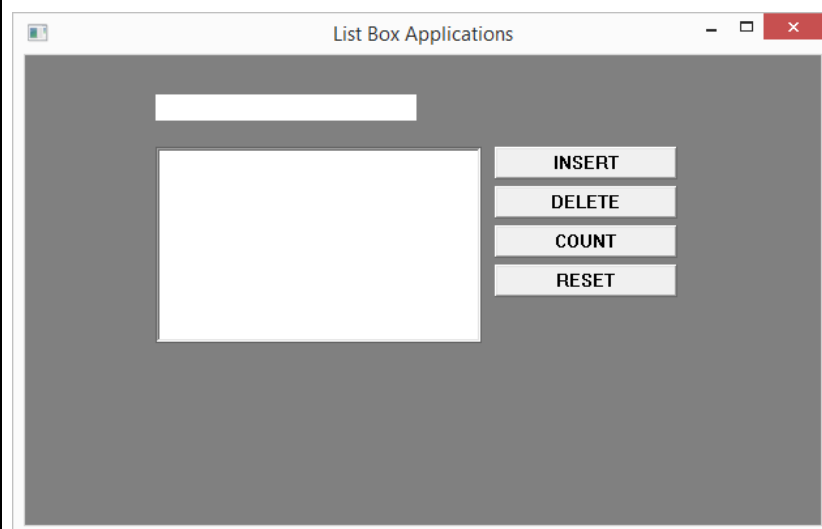 List Box Applications
INSERT
DELETE
COUNT
RESET